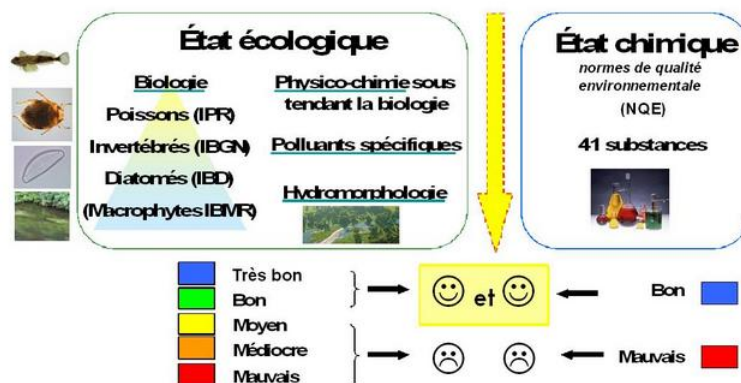 État écologique
Biologie
Poissons (IPR)
Invertébrés (IBGN)
Diatomés (IBD)
(Macrophytes IBMR)
Physico-chimie sous
tendant la biologie
Polluants spécifiques
Hydromorphologie
État chimique
normes de qualité
environnementale
(NQE)
41 substances
Très bon
Bon
Moyen
Médiocre
Mauvais
et
Bon
Mauvais